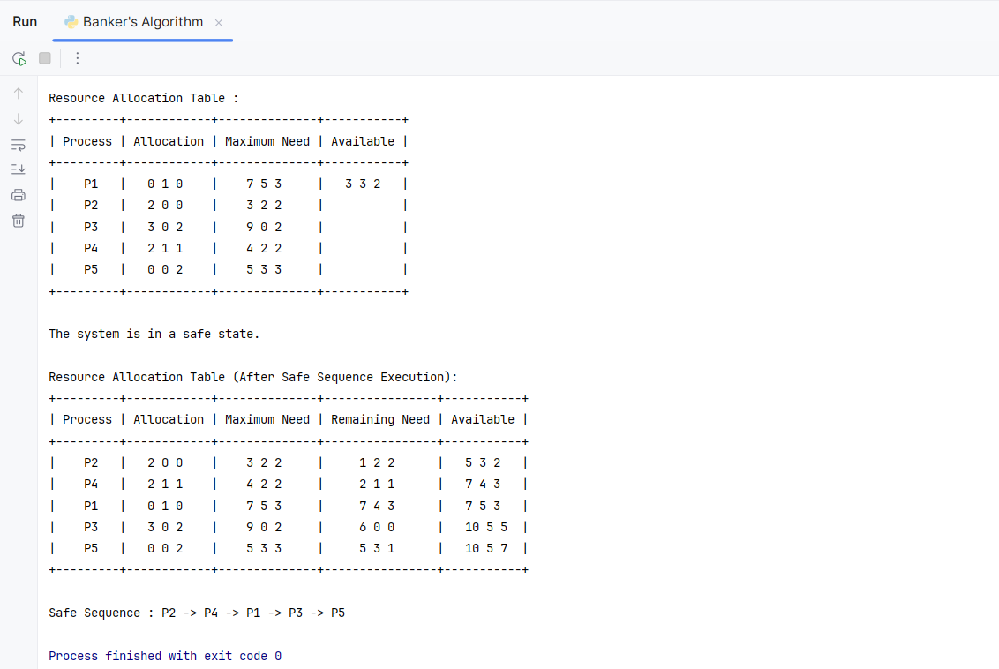 Run Banker's Algorithm
Resource Allocation Table :
+---------+------------+--------------+-----------+
| Process | Allocation | Maximum Need | Available |
+---------+------------+--------------+-----------+
|    P1   |   0 1 0    |    7 5 3     |   3 3 2   |
|    P2   |   2 0 0    |    3 2 2     |           |
|    P3   |   3 0 2    |    9 0 2     |           |
|    P4   |   2 1 1    |    4 2 2     |           |
|    P5   |   0 0 2    |    5 3 3     |           |
+---------+------------+--------------+-----------+
The system is in a safe state.
Resource Allocation Table (After Safe Sequence Execution):
+---------+------------+--------------+----------------+-----------+
| Process | Allocation | Maximum Need | Remaining Need | Available |
+---------+------------+--------------+----------------+-----------+
|    P2   |   2 0 0    |    3 2 2     |     1 2 2      |   5 3 2   |
|    P4   |   2 1 1    |    4 2 2     |     2 1 1      |   7 4 3   |
|    P1   |   0 1 0    |    7 5 3     |     7 4 3      |   7 5 3   |
|    P3   |   3 0 2    |    9 0 2     |     6 0 0      |   10 5 5  |
|    P5   |   0 0 2    |    5 3 3     |     5 3 1      |   10 5 7  |
+---------+------------+--------------+----------------+-----------+
Safe Sequence : P2 -> P4 -> P1 -> P3 -> P5
Process finished with exit code 0